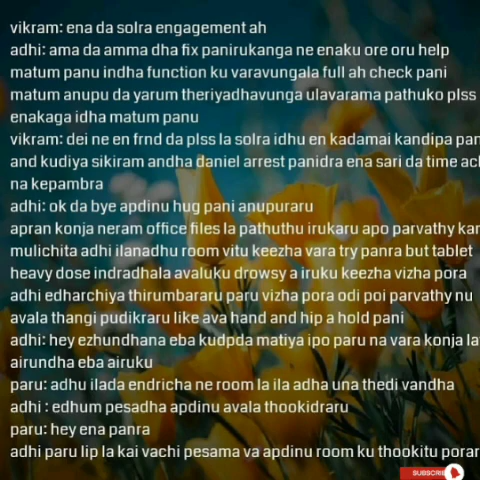 vikram: ena da solra engagement ah
adhi: ama da amma dha fix panirukanga ne enaku ore oru help
matum panu indha function ku varavungala full ah check pani
matum anupu da yarum theriyadhavunga ulavarama pathuko plss
enakaga idha matum panu
vikram: dei ne en frnd da plss la solra idhu en kadamai kandipa pan
and kudiya sikiram andha daniel arrest panidra ena sari da time
na kepambra
adhi: ok da bye apdinu hug pani anupuraru
apran konja neram office files la pathuthu irukaru apo parvathy kan
mulichita adhi ilanadhu room vitu keezha vara try panra but tablet
heavy dose indradhala avaluku drowsy a iruku keezha vizha pora
adhi edharchiya thirumbararu paru vizha pora odi poi parvathy nu
avala thangi pudikraru like ava hand and hip a hold pani
adhi: hey ezhundhana eba kudpda matiya ipo paru na vara konja la
airundha eba airuku
paru: adhu ilada endricha ne room la ila adha una thedi vandha
adhi : edhum pesadha apdinu avala thookidraru
paru: hey ena panra
adhi paru lip la kai vachi pesama va apdinu room ku thookitu porar
SUBSCRIBE